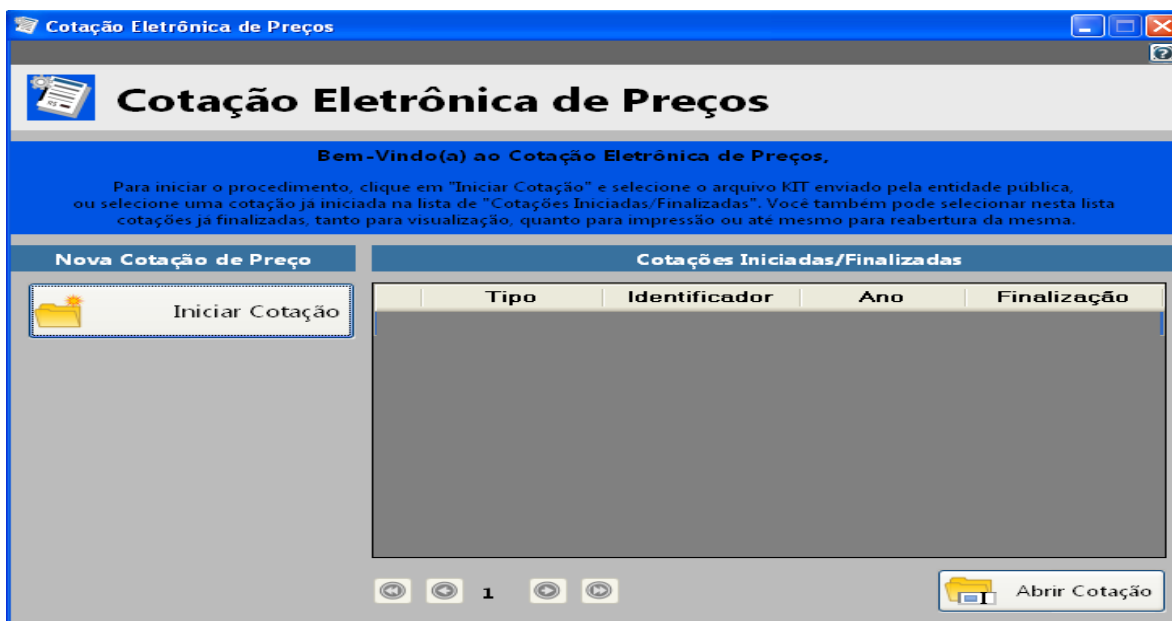 Cotação Eletrônica de Preços
Cotação Eletrônica de Preços
Bem-Vindo(a) ao Cotação Eletrônica de Preços,
Para iniciar o procedimento, clique em "Iniciar Cotação" e selecione o arquivo KIT enviado pela entidade pública,
ou selecione uma cotação já iniciada na lista de "Cotações Iniciadas/Finalizadas". Você também pode selecionar nesta lista
cotações já finalizadas, tanto para visualização, quanto para impressão ou até mesmo para reabertura da mesma.
Nova Cotação de Preço
Cotações Iniciadas/Finalizadas
Iniciar Cotação
Tipo Identificador Ano Finalização
1
Abrir Cotação